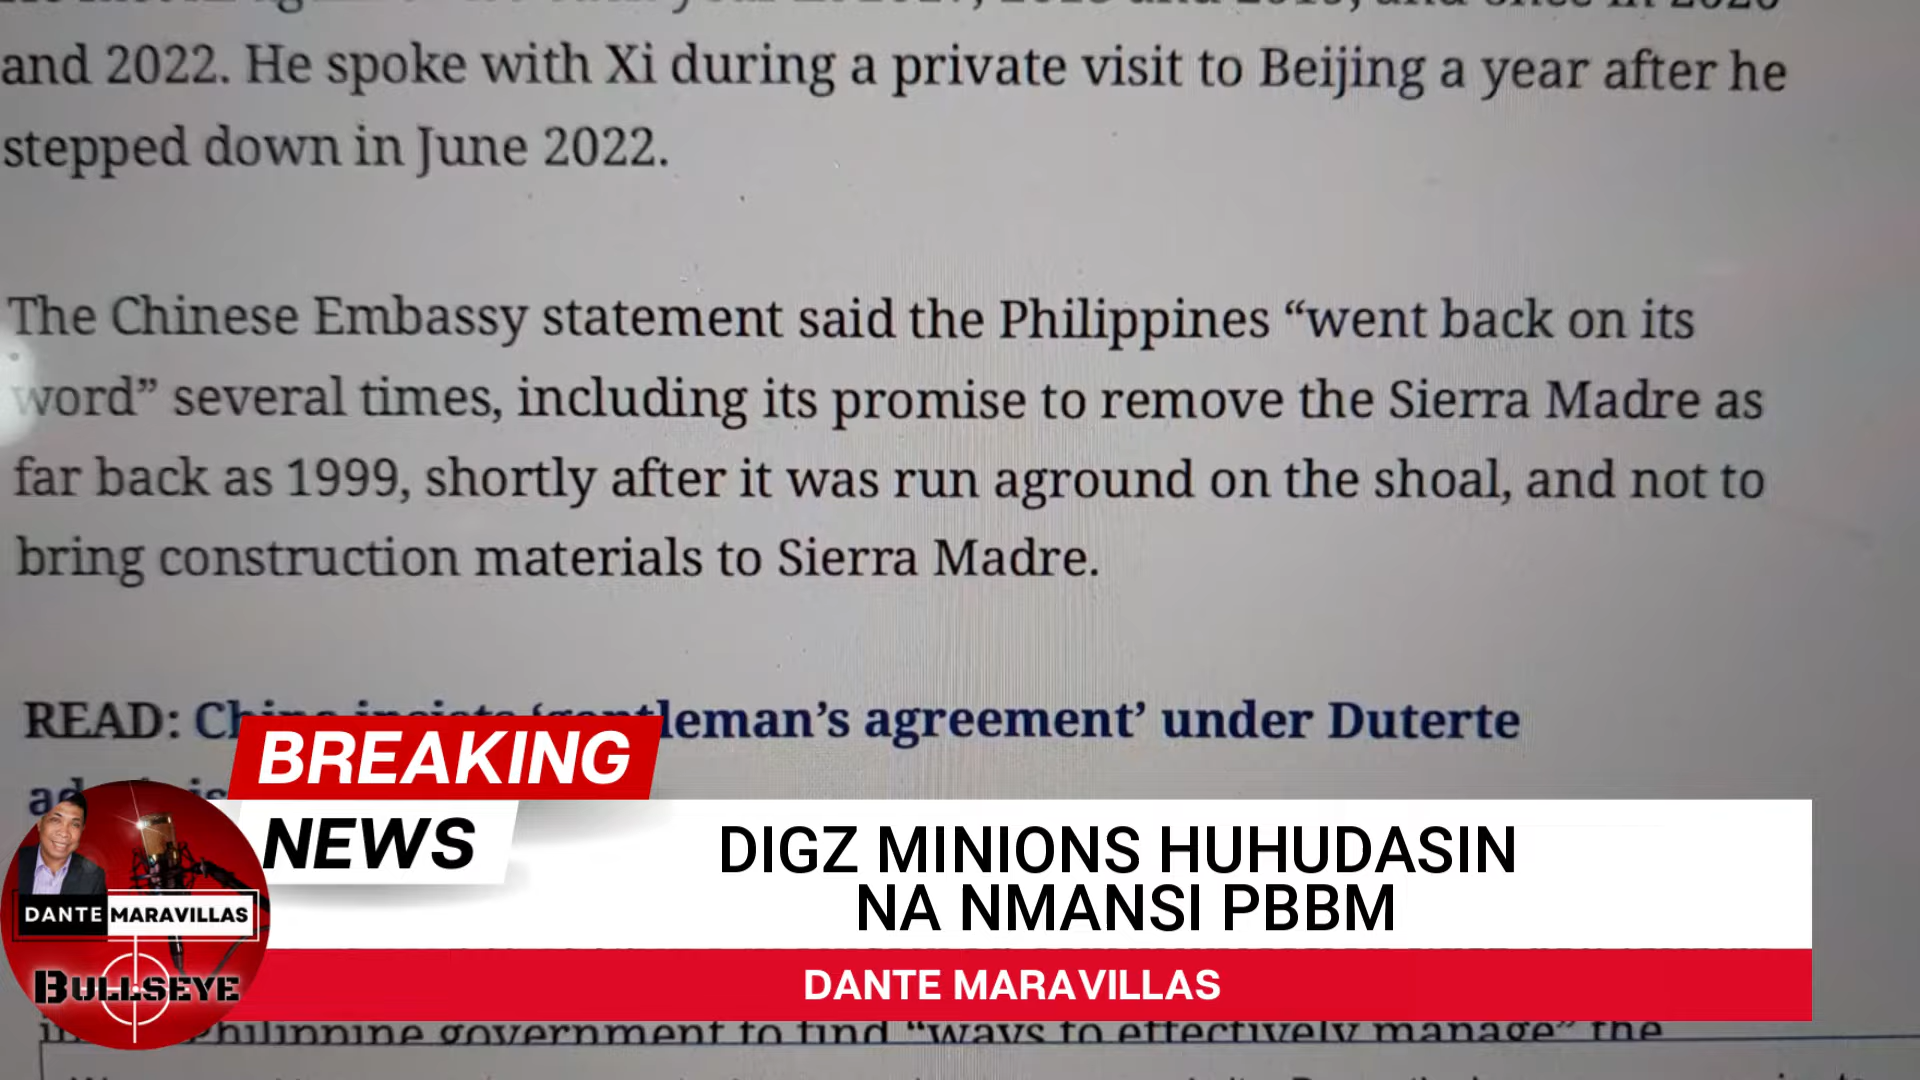 and 2022. He spoke with Xi during a private visit to Beijing a year after he
stepped down in June 2022.
The Chinese Embassy statement said the Philippines “went back on its
word” several times, including its promise to remove the Sierra Madre as
far back as 1999, shortly after it was run aground on the shoal, and not to
bring construction materials to Sierra Madre.
READ: China insists ‘gentleman’s agreement’ under Duterte
BREAKING
NEWS
DIGZ MINIONS HUHUDASIN
NA NMANSI PBBM
DANTE MARAVILLAS
DANTE MARAVILLAS
BULLSEYE
Philippine government to find “ways to effectively manage” the